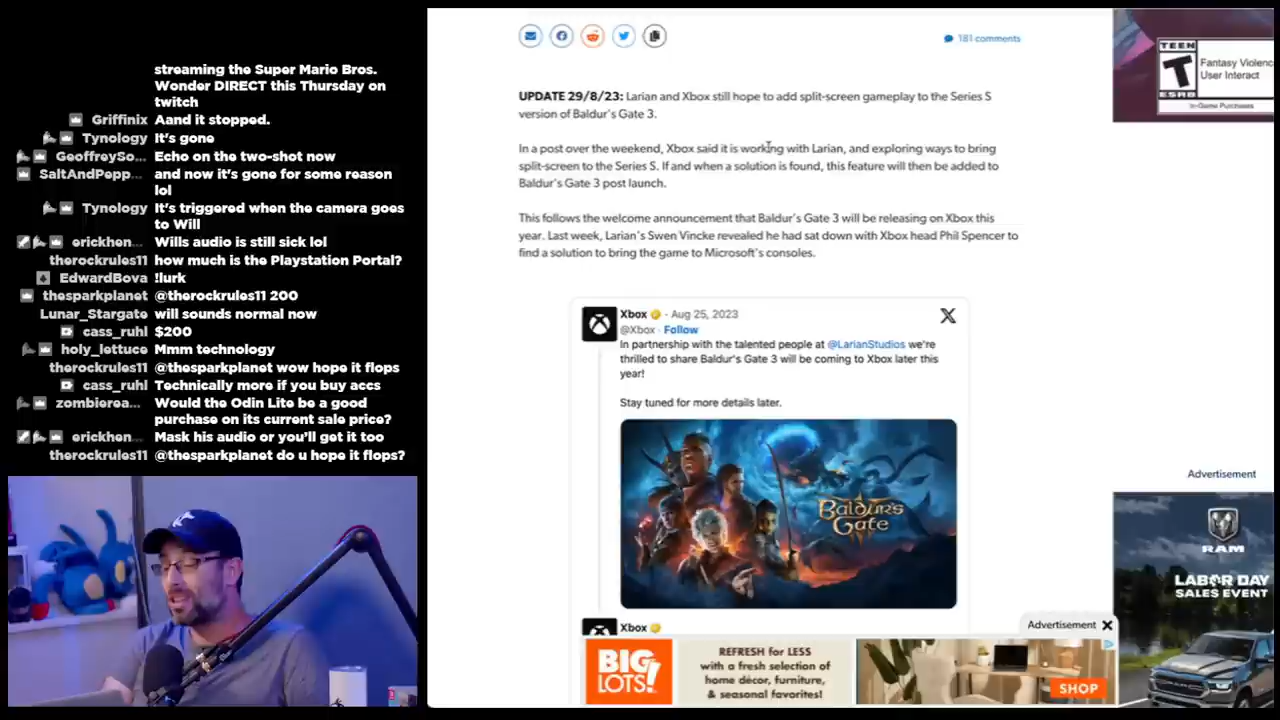 streaming the Super Mario Bros.
Wonder DIRECT this Thursday on
twitch
Griffinix Aand it stopped.
Tynology It's gone
GeoffreySo... Echo on the two-shot now
SaltAndPepp... and now it's gone for some reason
lol
Tynology It's triggered when the camera goes
to Will
erickhen... Wills audio is still sick lol
therockrules11 how much is the Playstation Portal?
EdwardBova !lurk
thesparkplanet @therockrules11 200
Lunar_Stargate will sounds normal now
cass_ruhl $200
holy_lettuce Mmm technology
therockrules11 @thesparkplanet wow hope it flops
cass_ruhl Technically more if you buy accs
zombierea... Would the Odin Lite be a good
purchase on its current sale price?
erickhen... Mask his audio or you'll get it too
therockrules11 @thesparkplanet do u hope it flops?
181 comments
UPDATE 29/8/23: Larian and Xbox still hope to add split-screen gameplay to the Series S
version of Baldur's Gate 3.
In a post over the weekend, Xbox said it is working with Larian, and exploring ways to bring
split-screen to the Series S. If and when a solution is found, this feature will then be added to
Baldur's Gate 3 post launch.
This follows the welcome announcement that Baldur's Gate 3 will be releasing on Xbox this
year. Last week, Larian's Swen Vincke revealed he had sat down with Xbox head Phil Spencer to
find a solution to bring the game to Microsoft's consoles.
Xbox · Aug 25, 2023
@Xbox · Follow
In partnership with the talented people at @LarianStudios we're
thrilled to share Baldur's Gate 3 will be coming to Xbox later this
year!
Stay tuned for more details later.
BALDUR'S
GATE
Xbox
Advertisement
BIG
LOTS!
REFRESH for LESS
with a fresh selection of
home décor, furniture,
& seasonal favorites!
SHOP
TEEN
T
ESRB
Fantasy Violenc
User Interact
In-Game Purchases
Advertisement
RAM
LABOR DAY
SALES EVENT